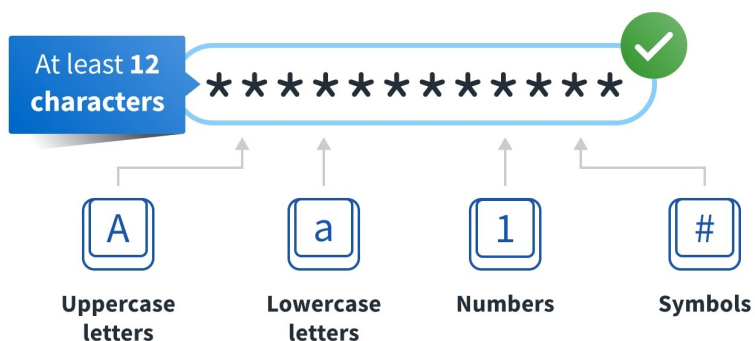 At least 12
characters
************
A
a
1
#
Uppercase
letters
Lowercase
letters
Numbers
Symbols